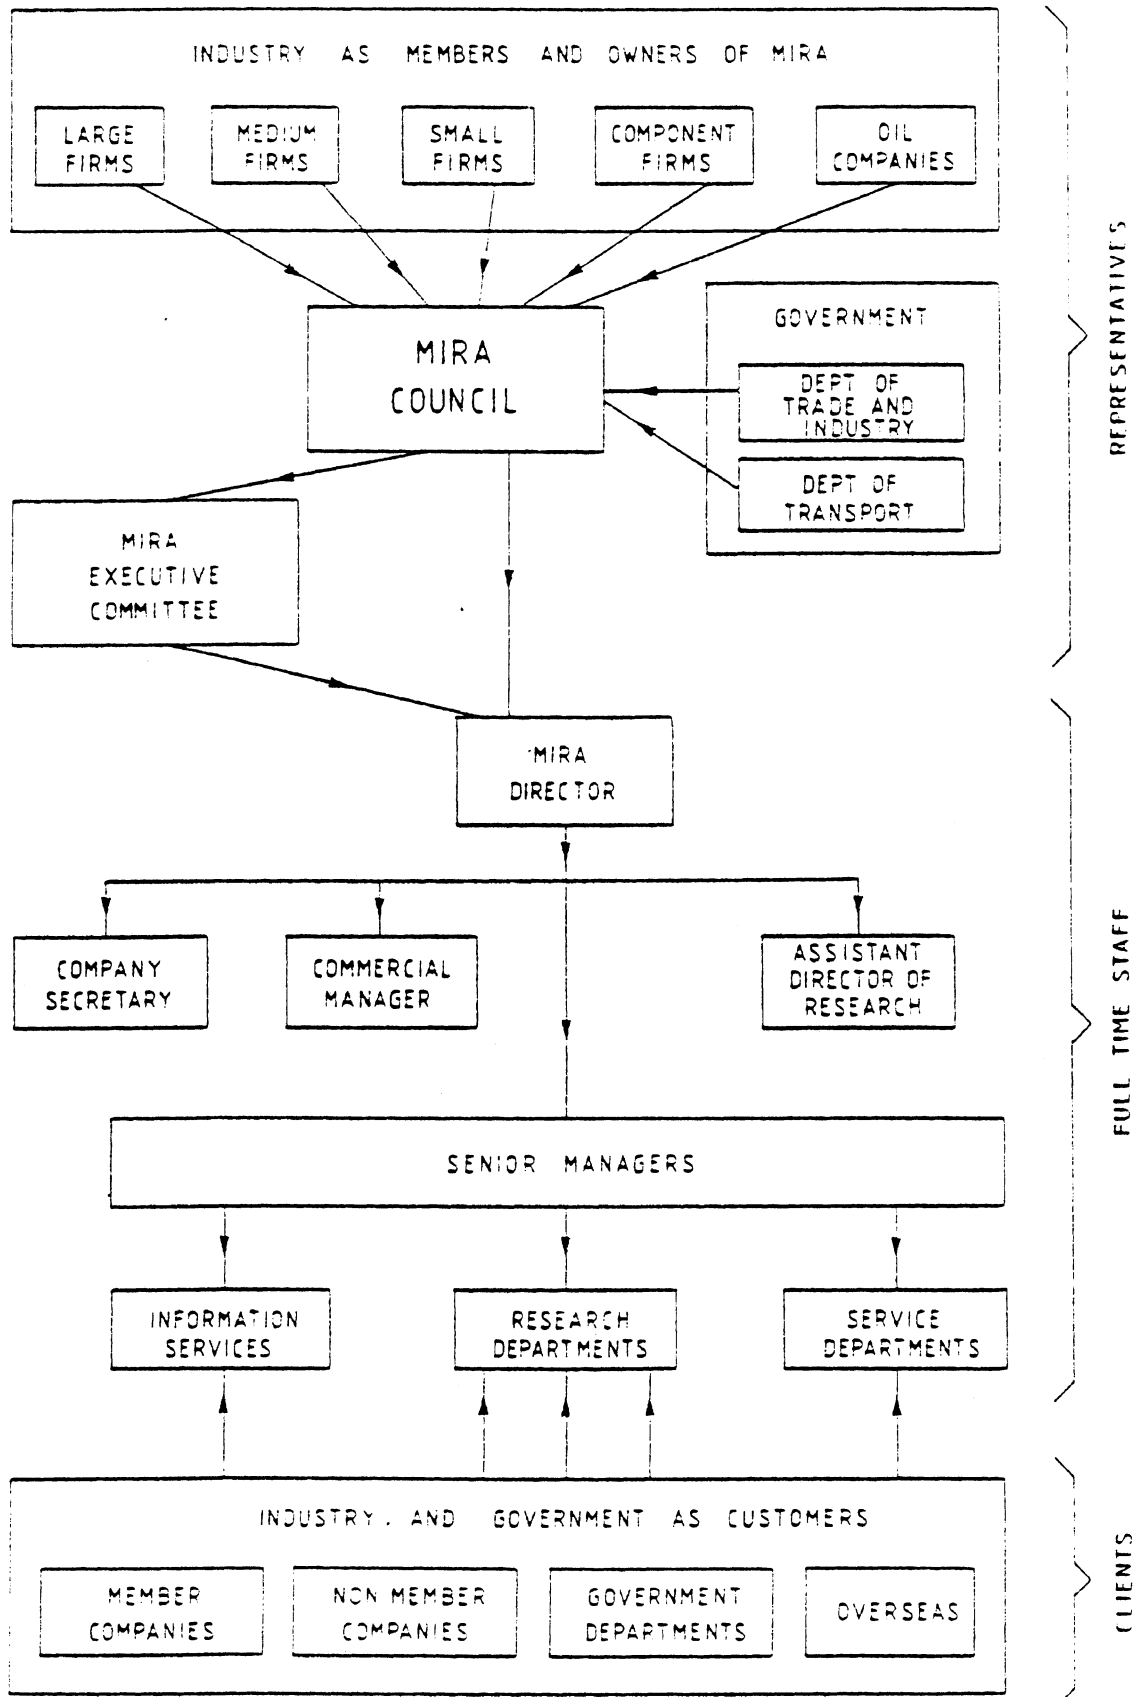 INDUSTRY AS MEMBERS AND OWNERS OF MIRA
LARGE
FIRMS
MEDIUM
FIRMS
SMALL
FIRMS
COMPONENT
FIRMS
OIL
COMPANIES
MIRA
COUNCIL
GOVERNMENT
DEPT OF
TRADE AND
INDUSTRY
DEPT OF
TRANSPORT
MIRA
EXECUTIVE
COMMITTEE
REPRESENTATIVES
MIRA
DIRECTOR
COMPANY
SECRETARY
COMMERCIAL
MANAGER
ASSISTANT
DIRECTOR OF
RESEARCH
SENIOR MANAGERS
INFORMATION
SERVICES
RESEARCH
DEPARTMENTS
SERVICE
DEPARTMENTS
FULL TIME STAFF
INDUSTRY. AND GOVERNMENT AS CUSTOMERS
MEMBER
COMPANIES
NON MEMBER
COMPANIES
GOVERNMENT
DEPARTMENTS
OVERSEAS
CLIENTS